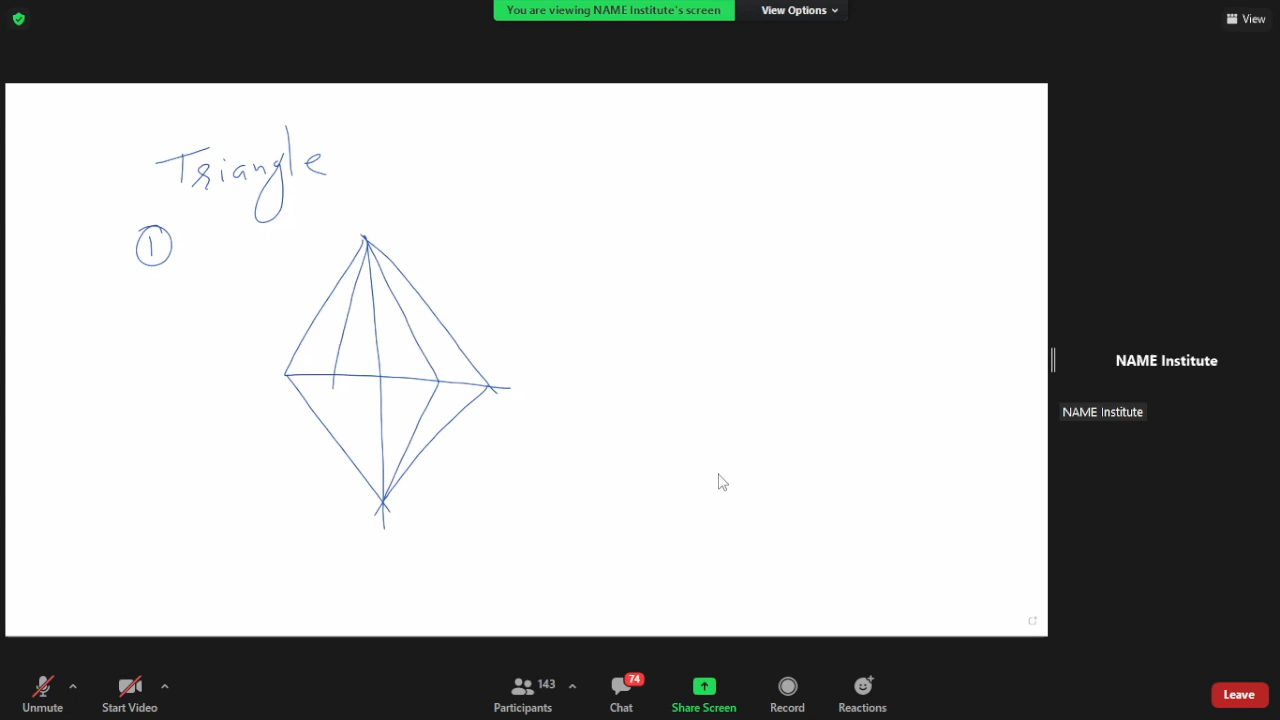 You are viewing NAME Institute's screen
View Options
View
Triangle
1
NAME Institute
NAME Institute
Unmute
Start Video
143
Participants
74
Chat
Share Screen
Record
Reactions
Leave